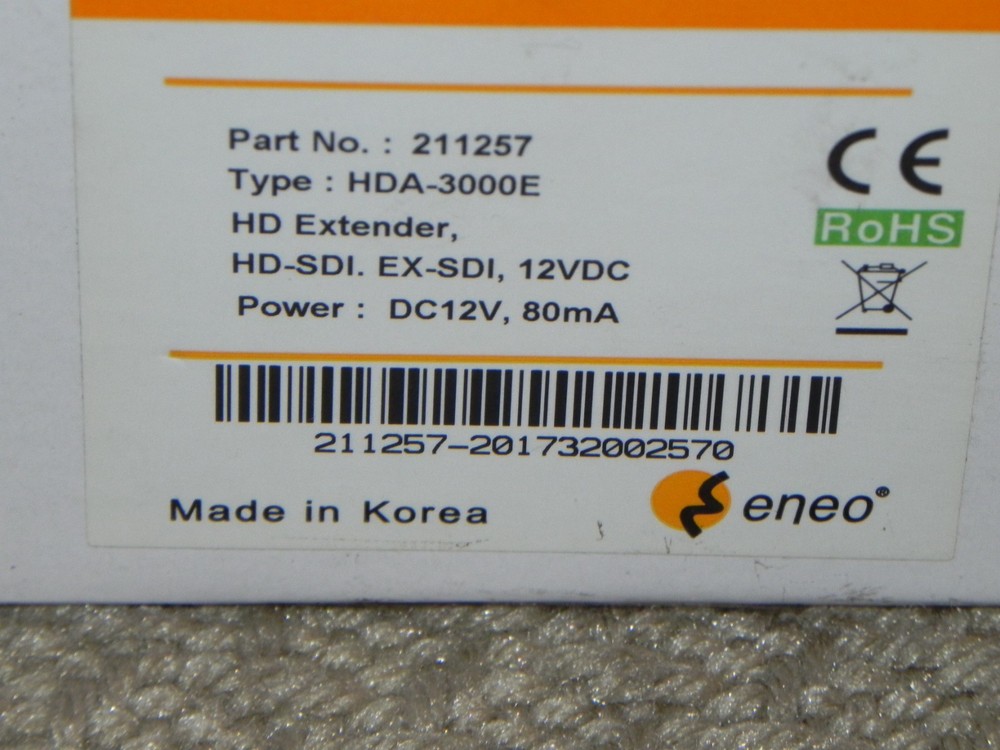 Part No. : 211257
Type : HDA-3000E
HD Extender,
HD-SDI. EX-SDI, 12VDC
Power : DC12V, 80mA
CE
RoHS
211257-201732002570
Made in Korea
eneo®